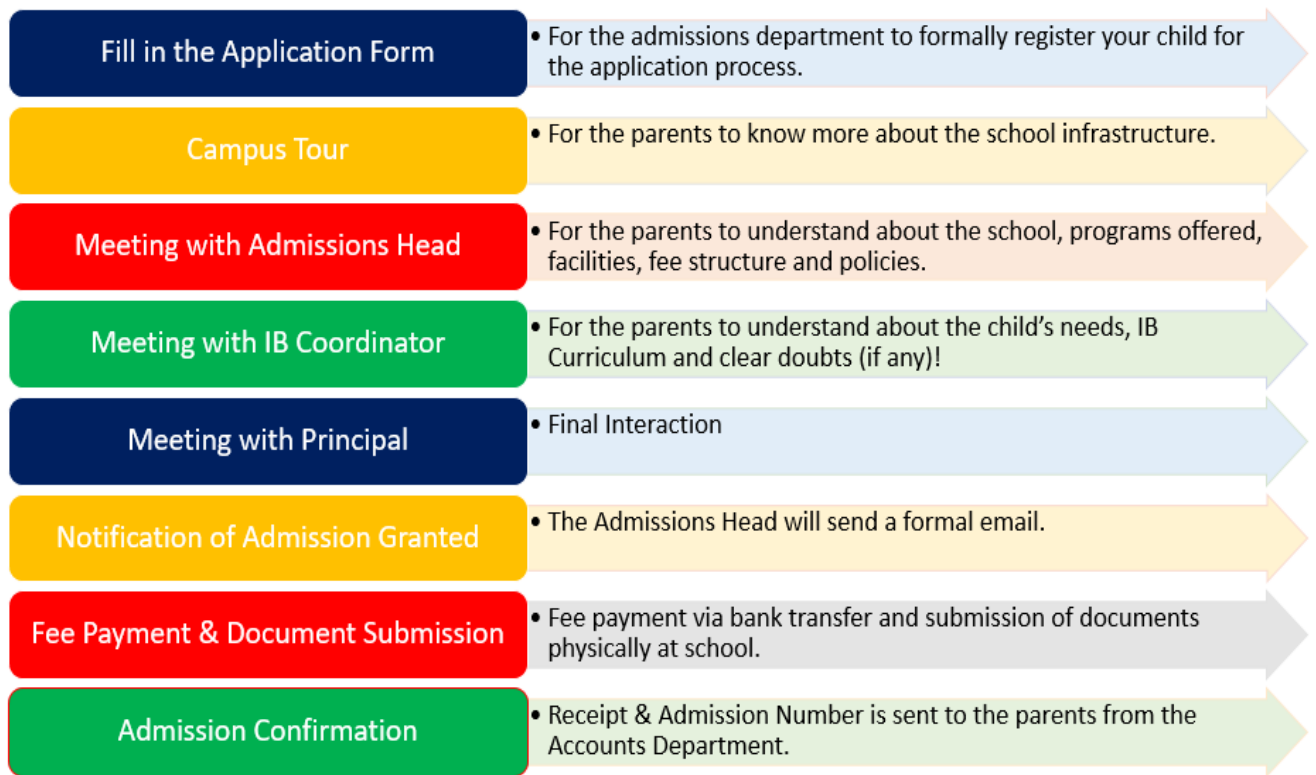 Fill in the Application Form
• For the admissions department to formally register your child for
the application process.
Campus Tour
• For the parents to know more about the school infrastructure.
Meeting with Admissions Head
• For the parents to understand about the school, programs offered,
facilities, fee structure and policies.
Meeting with IB Coordinator
• For the parents to understand about the child’s needs, IB
Curriculum and clear doubts (if any)!
Meeting with Principal
• Final Interaction
Notification of Admission Granted
• The Admissions Head will send a formal email.
Fee Payment & Document Submission
• Fee payment via bank transfer and submission of documents
physically at school.
Admission Confirmation
• Receipt & Admission Number is sent to the parents from the
Accounts Department.